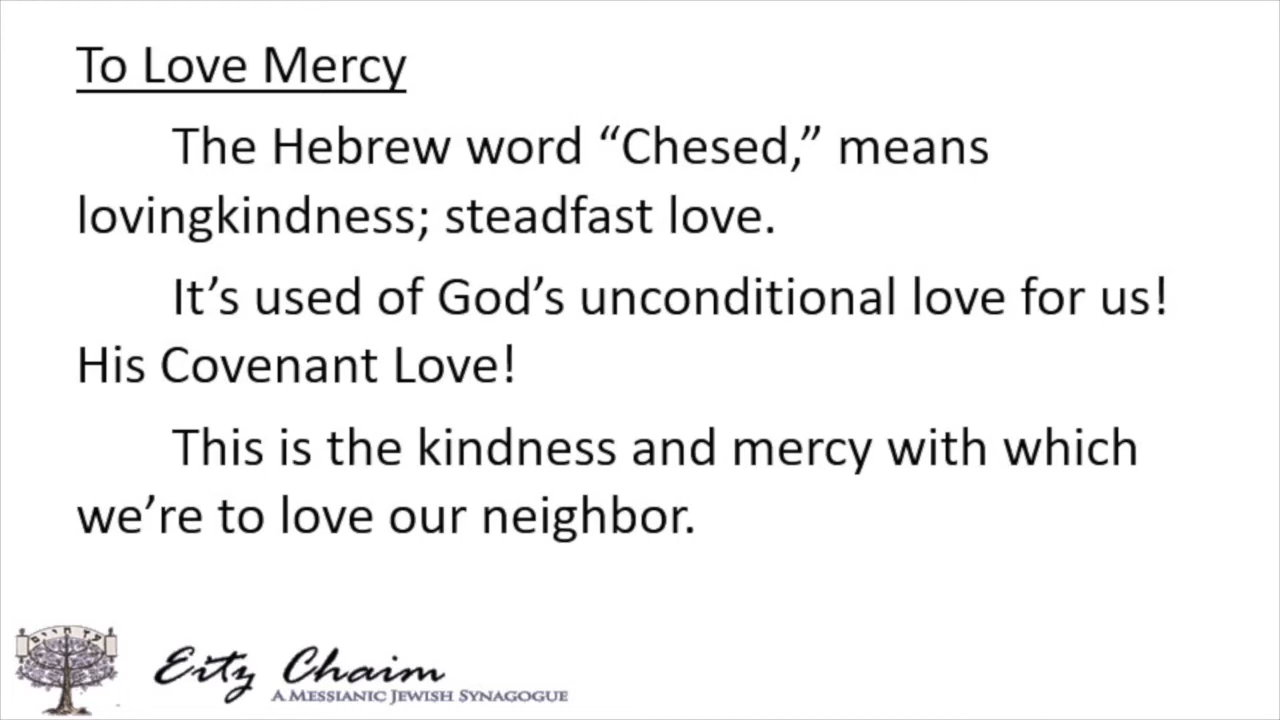 To Love Mercy
The Hebrew word “Chesed,” means
lovingkindness; steadfast love.
It’s used of God’s unconditional love for us!
His Covenant Love!
This is the kindness and mercy with which
we’re to love our neighbor.
עץ חיים
Eitz Chaim
A Messianic Jewish Synagogue